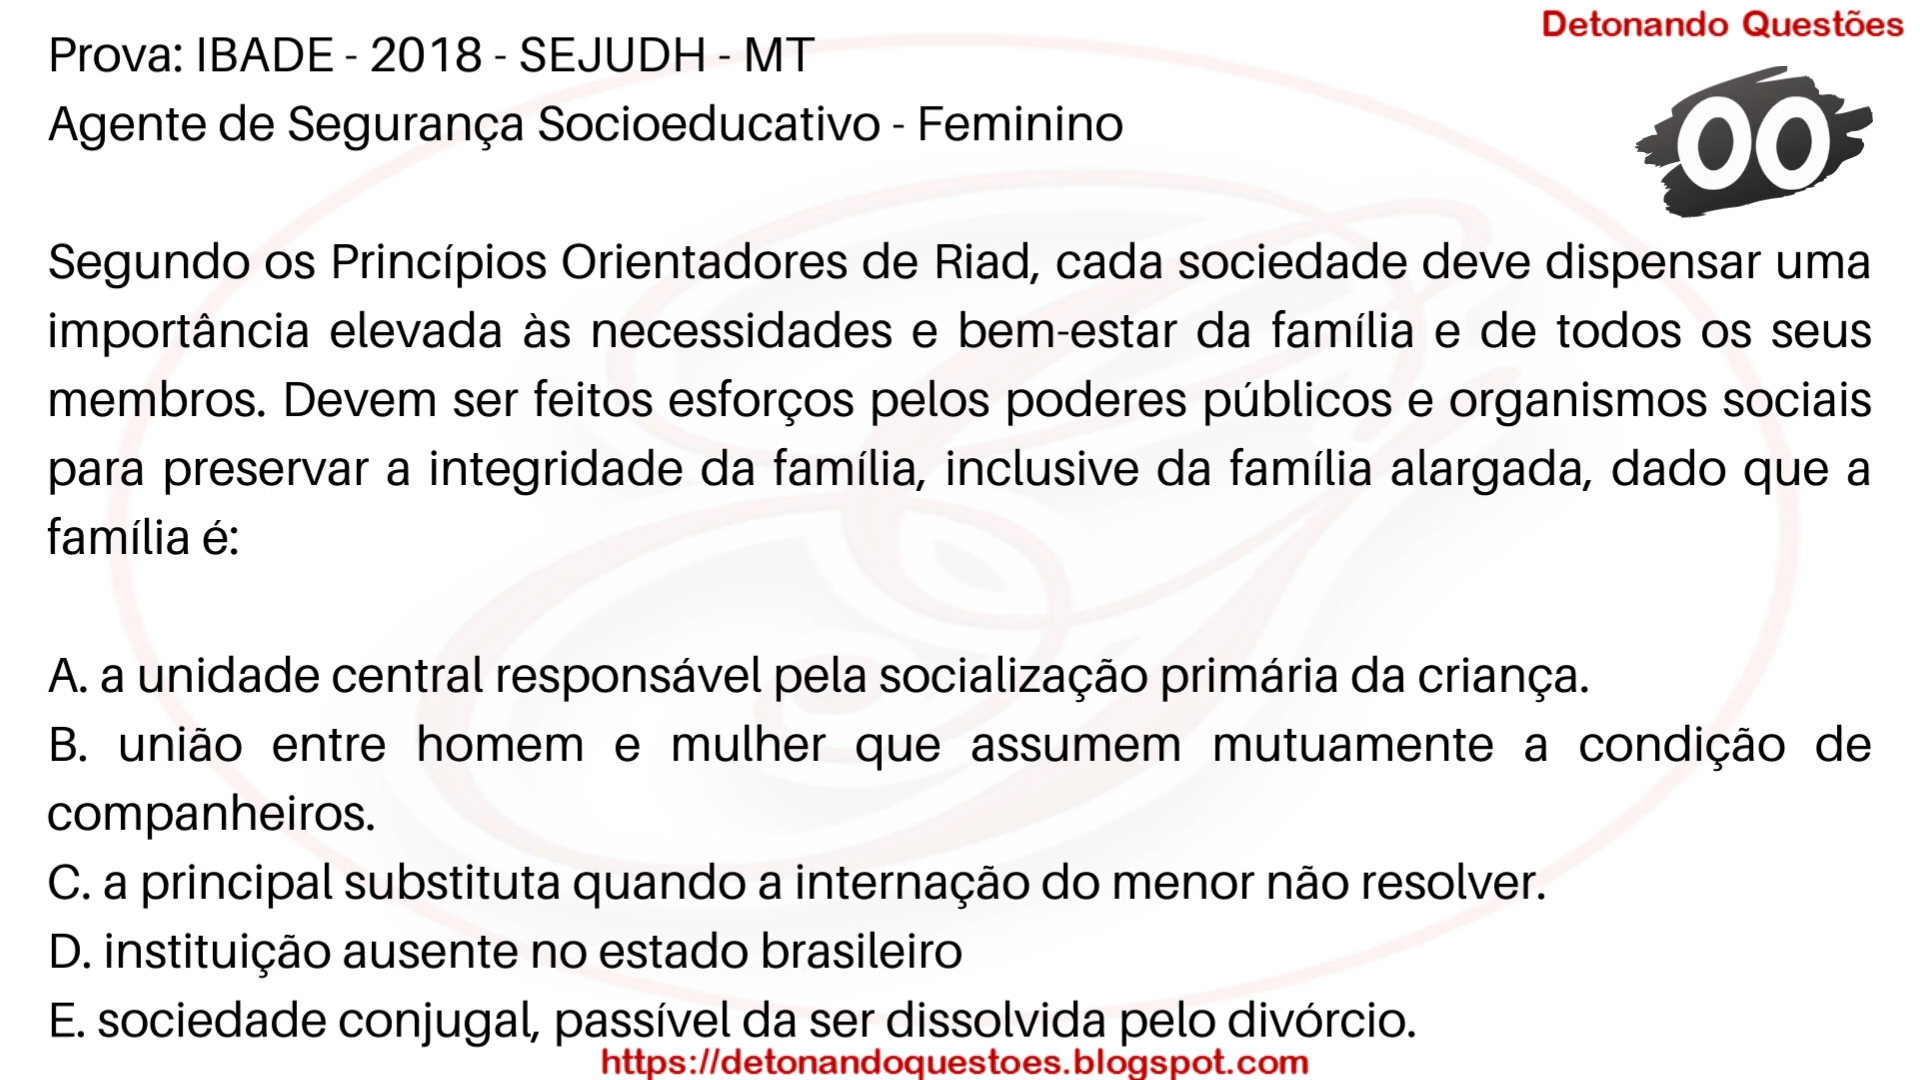 Detonando Questões
Prova: IBADE - 2018 - SEJUDH - MT
Agente de Segurança Socioeducativo - Feminino
00
Segundo os Princípios Orientadores de Riad, cada sociedade deve dispensar uma
importância elevada às necessidades e bem-estar da família e de todos os seus
membros. Devem ser feitos esforços pelos poderes públicos e organismos sociais
para preservar a integridade da família, inclusive da família alargada, dado que a
família é:
A. a unidade central responsável pela socialização primária da criança.
B. união entre homem e mulher que assumem mutuamente a condição de
companheiros.
C. a principal substituta quando a internação do menor não resolver.
D. instituição ausente no estado brasileiro
E. sociedade conjugal, passível da ser dissolvida pelo divórcio.
https://detonandoquestoes.blogspot.com